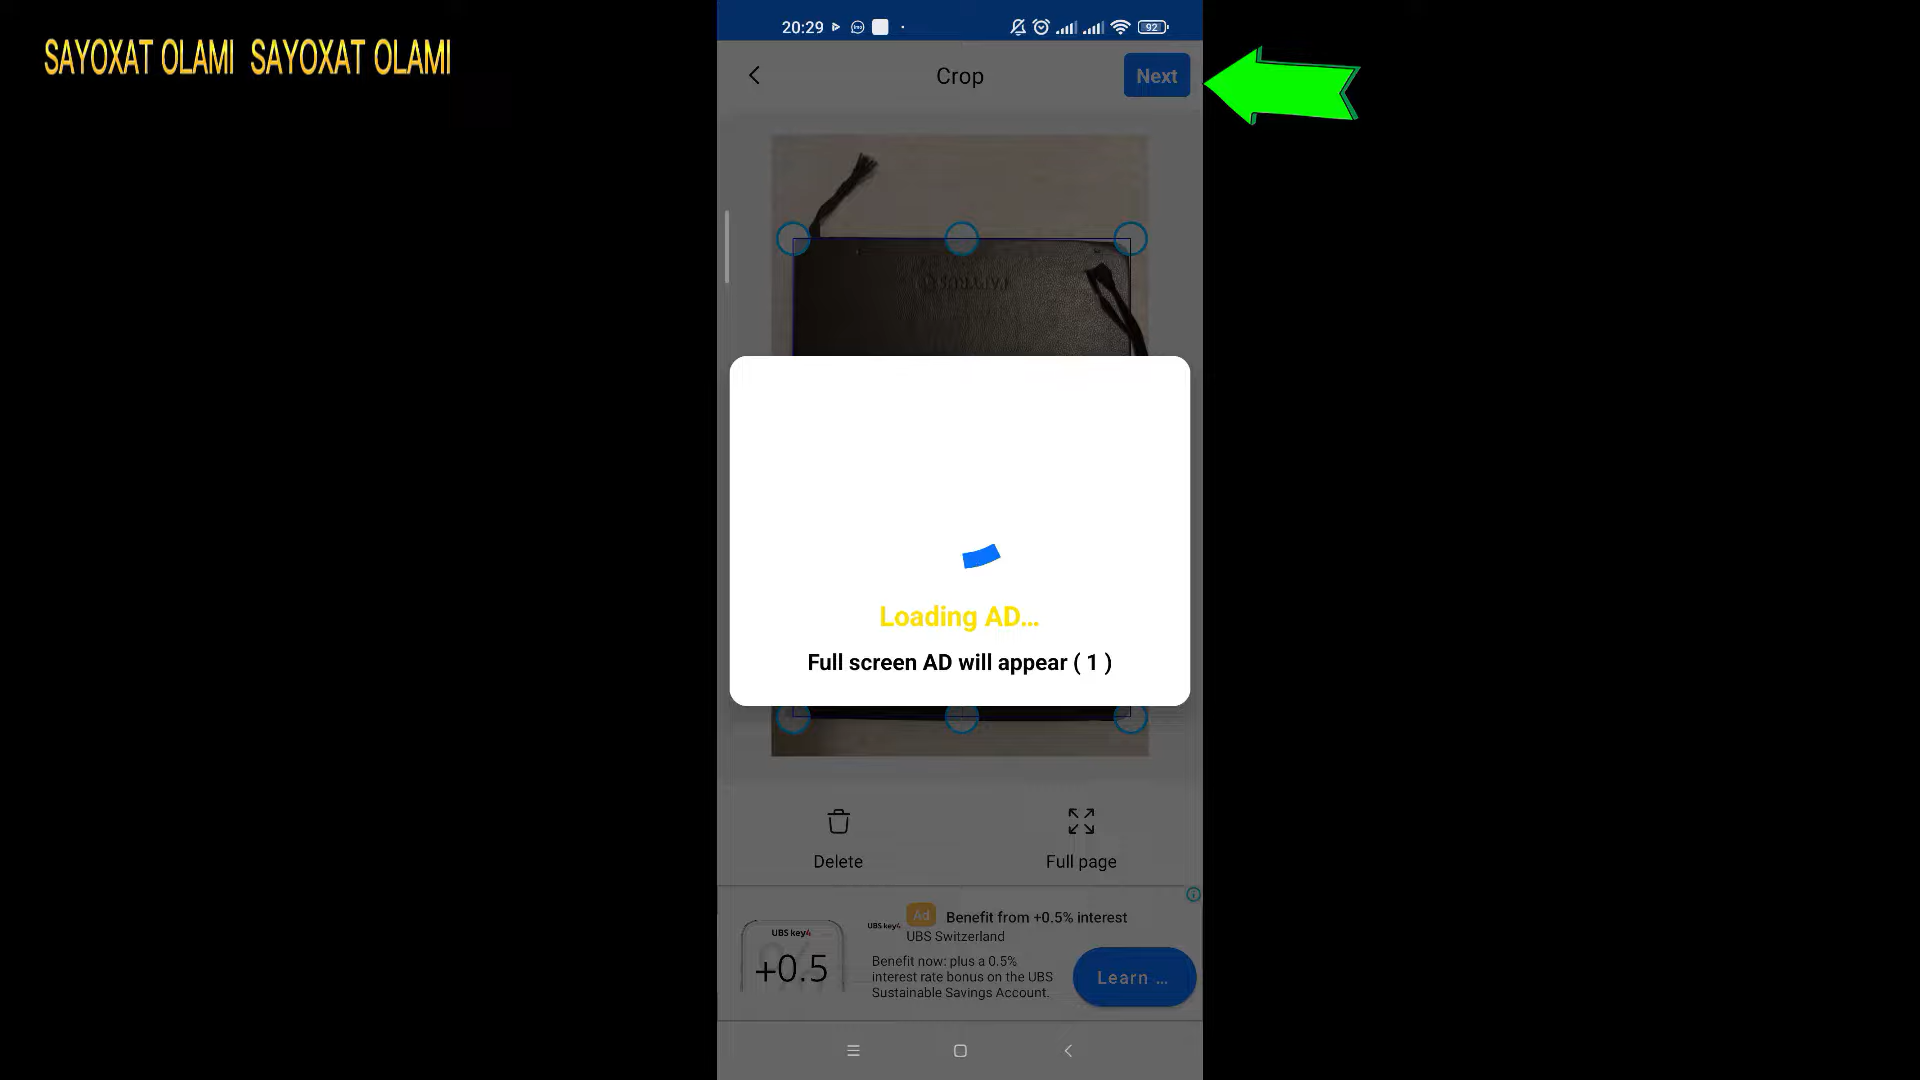 SAYOXAT OLAMI SAYOXAT OLAMI
20:29
92
Crop
Next
Loading AD...
Full screen AD will appear ( 1 )
Delete
Full page
UBS key4
+0.5
UBS key4
Ad Benefit from +0.5% interest
UBS Switzerland
Benefit now: plus a 0.5%
interest rate bonus on the UBS
Sustainable Savings Account.
Learn ...